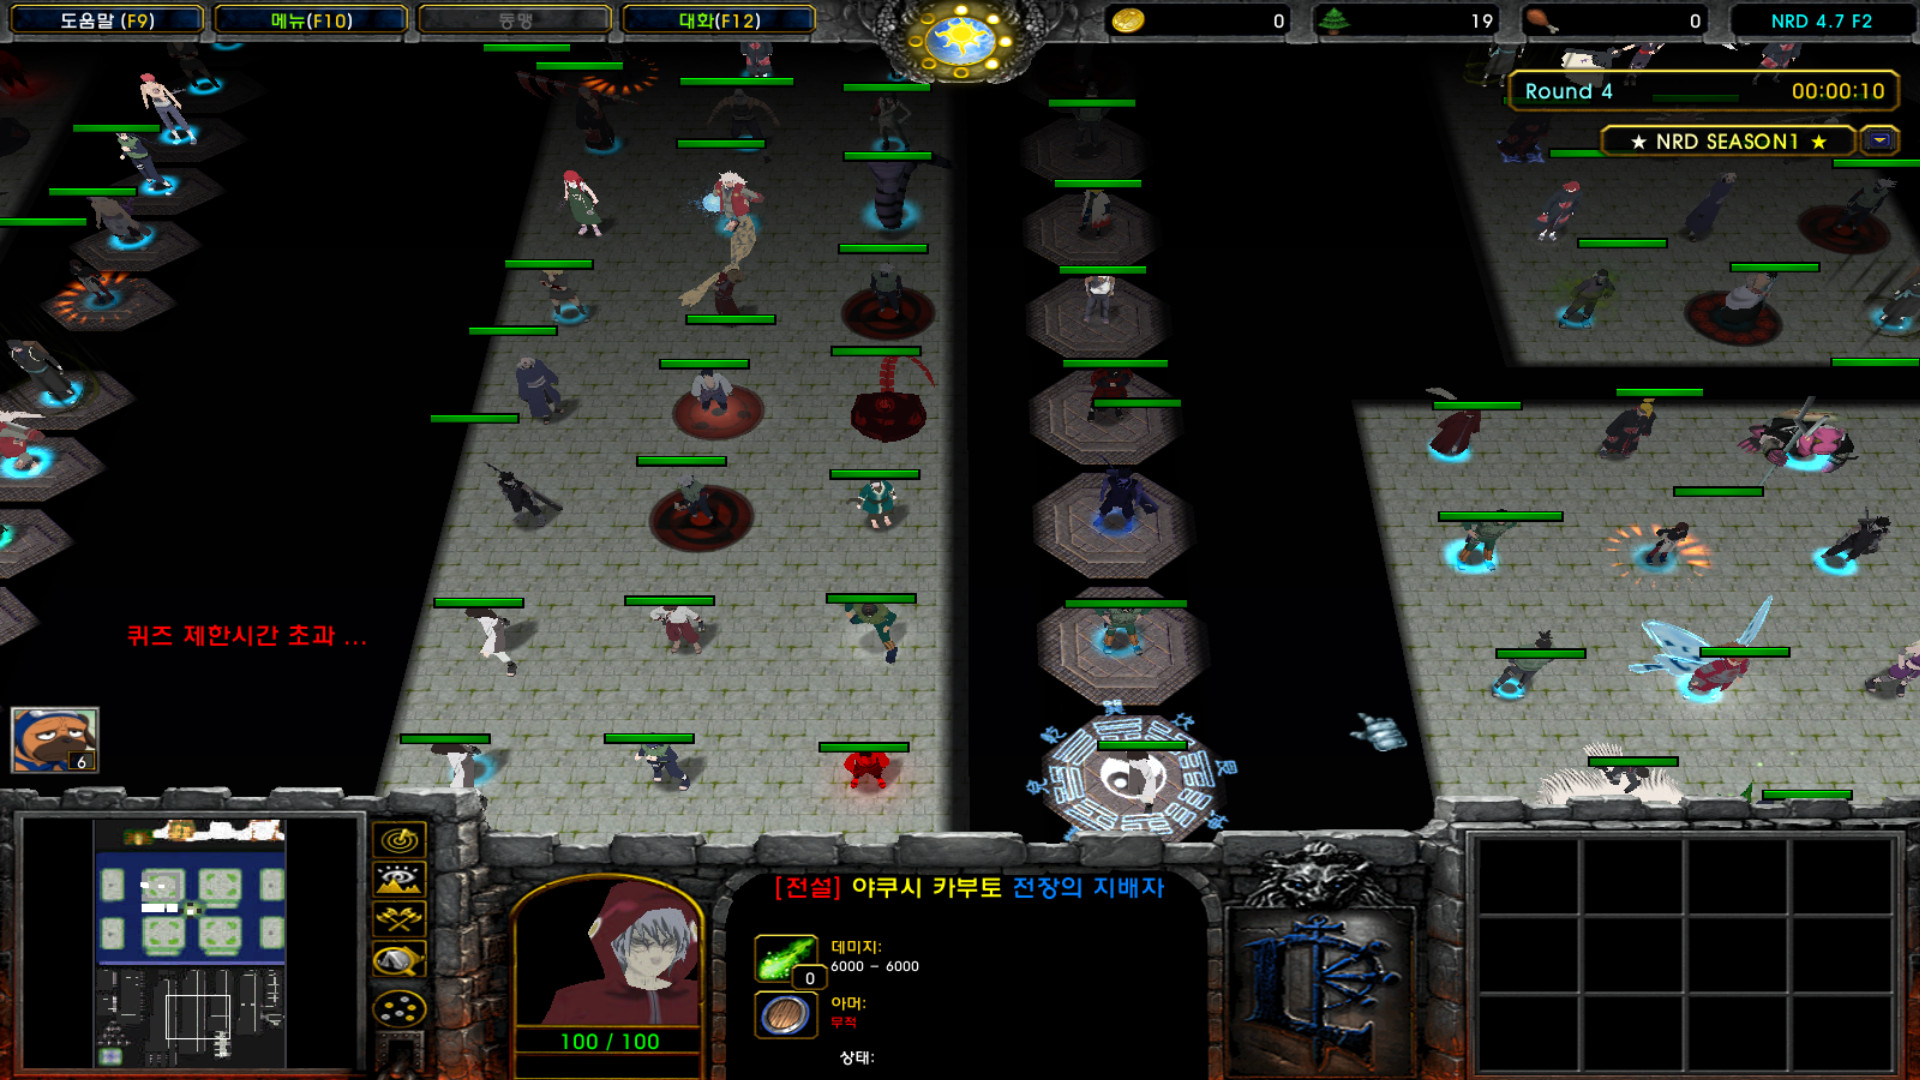 도움말 (F9)
메뉴(F10)
동맹
대화(F12)
0
19
0
NRD 4.7 F2
Round 4
00:00:10
★ NRD SEASON1 ★
퀴즈 제한시간 초과 ...
6
[전설] 야쿠시 카부토 전장의 지배자
데미지:
6000 - 6000
0
아머:
무적
상태:
100 / 100